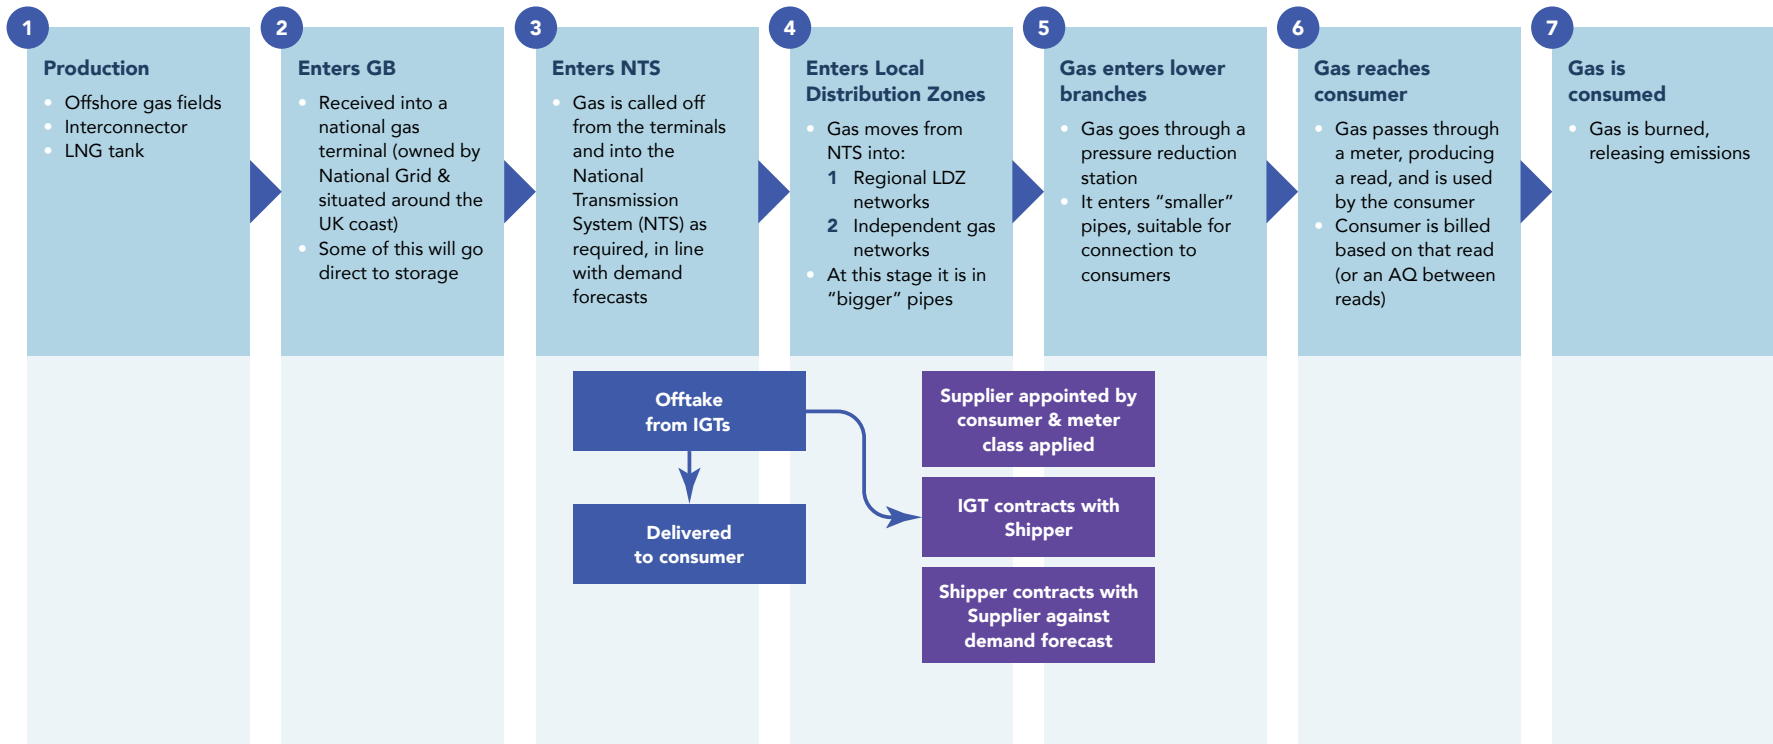 1
Production
• Offshore gas fields
• Interconnector
• LNG tank
2
Enters GB
• Received into a
national gas
terminal (owned by
National Grid &
situated around the
UK coast)
• Some of this will go
direct to storage
3
Enters NTS
• Gas is called off
from the terminals
and into the
National
Transmission
System (NTS) as
required, in line
with demand
forecasts
4
Enters Local
Distribution Zones
• Gas moves from
NTS into:
1 Regional LDZ
networks
2 Independent gas
networks
• At this stage it is in
“bigger” pipes
5
Gas enters lower
branches
• Gas goes through a
pressure reduction
station
• It enters “smaller”
pipes, suitable for
connection to
consumers
6
Gas reaches
consumer
• Gas passes through
a meter, producing
a read, and is used
by the consumer
• Consumer is billed
based on that read
(or an AQ between
reads)
7
Gas is
consumed
• Gas is burned,
releasing emissions
Offtake
from IGTs
Delivered
to consumer
Supplier appointed by
consumer & meter
class applied
IGT contracts with
Shipper
Shipper contracts with
Supplier against
demand forecast